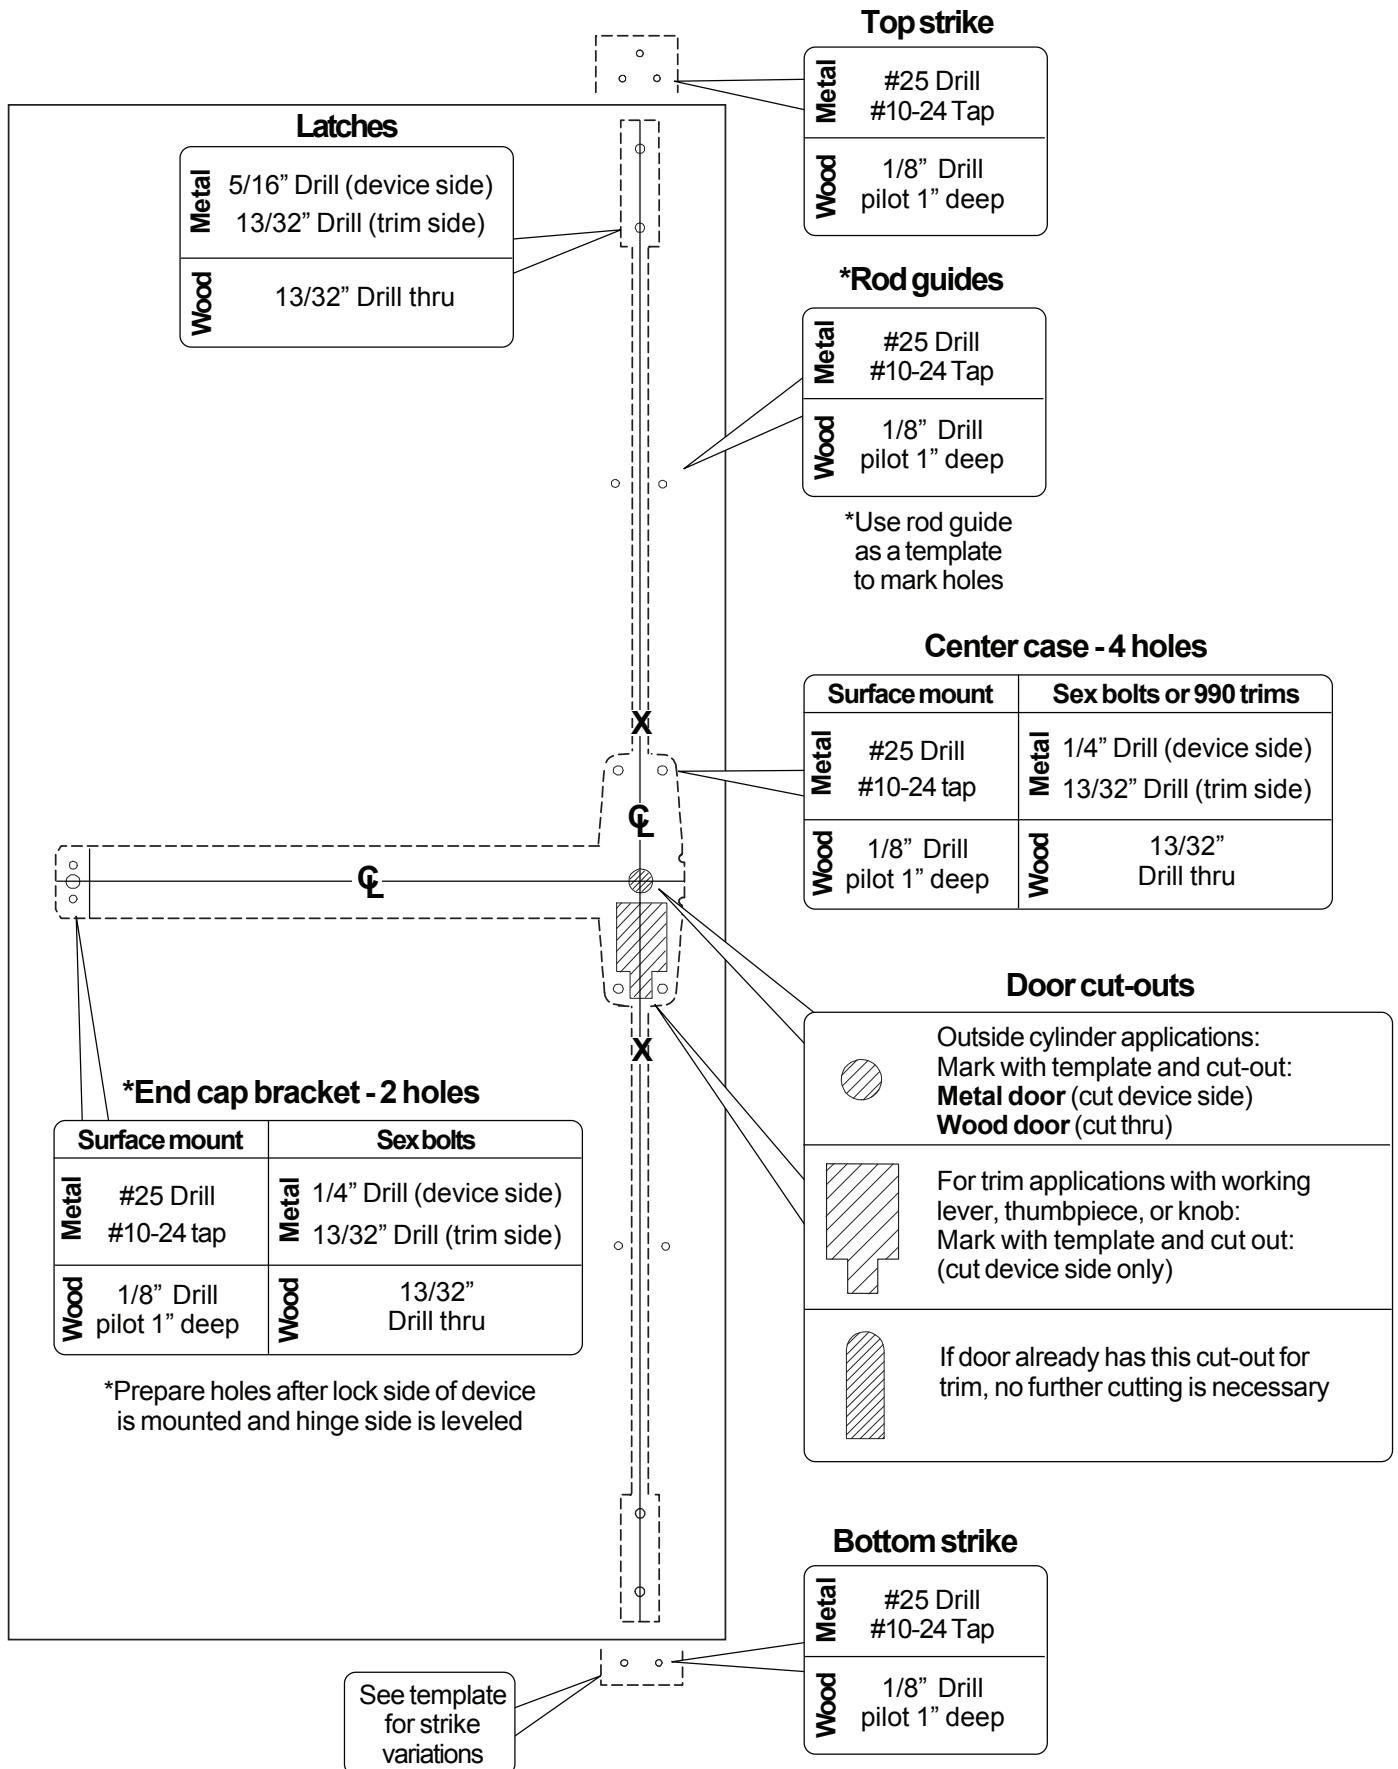 Top strike
Metal
#25 Drill
#10-24 Tap
Wood
1/8” Drill
pilot 1” deep
Latches
Metal
5/16” Drill (device side)
13/32” Drill (trim side)
Wood
13/32” Drill thru
*Rod guides
Metal
#25 Drill
#10-24 Tap
Wood
1/8” Drill
pilot 1” deep
*Use rod guide
as a template
to mark holes
Center case - 4 holes
Surface mount
Sex bolts or 990 trims
Metal
#25 Drill
#10-24 tap
Metal
1/4” Drill (device side)
13/32” Drill (trim side)
Wood
1/8” Drill
pilot 1” deep
Wood
13/32”
Drill thru
X
℄
℄
X
Door cut-outs
Outside cylinder applications:
Mark with template and cut-out:
Metal door (cut device side)
Wood door (cut thru)
For trim applications with working
lever, thumbpiece, or knob:
Mark with template and cut out:
(cut device side only)
If door already has this cut-out for
trim, no further cutting is necessary
*End cap bracket - 2 holes
Surface mount
Sex bolts
Metal
#25 Drill
#10-24 tap
Metal
1/4” Drill (device side)
13/32” Drill (trim side)
Wood
1/8” Drill
pilot 1” deep
Wood
13/32”
Drill thru
*Prepare holes after lock side of device
is mounted and hinge side is leveled
Bottom strike
Metal
#25 Drill
#10-24 Tap
Wood
1/8” Drill
pilot 1” deep
See template
for strike
variations